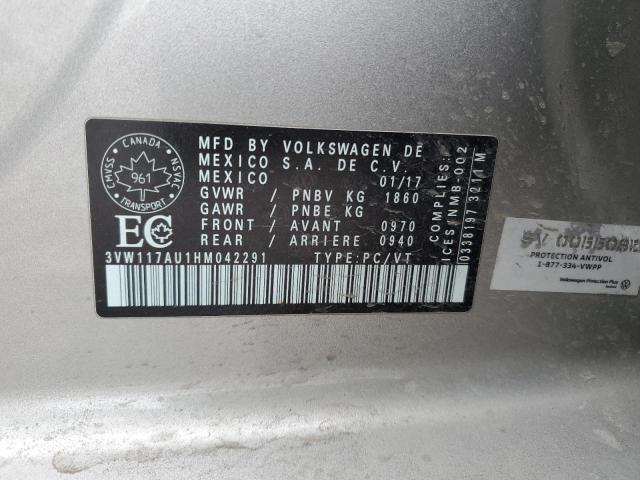 MFD BY VOLKSWAGEN DE
MEXICO S.A. DE C.V.
MEXICO 01/17
GVWR / PNBV KG 1860
GAWR / PNBE KG
FRONT / AVANT 0970
REAR / ARRIERE 0940
3VW117AU1HM042291 TYPE:PC/VT
CANADA
CMVSS
NSVAC
961
TRANSPORT
EC
COMPLIES:
ICES/NMB-002
PROTECTION ANTIVOL
1-877-334-VWPP
Volkswagen Protection Plus